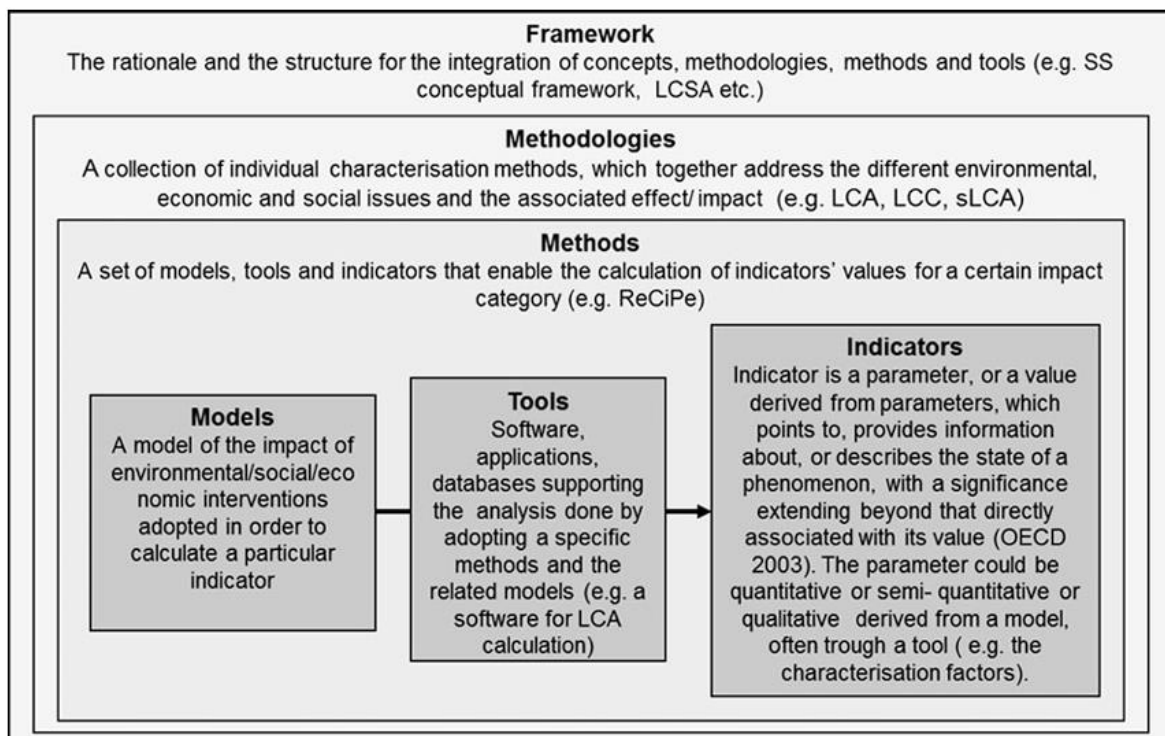 Framework
The rationale and the structure for the integration of concepts, methodologies, methods and tools (e.g. SS
conceptual framework, LCSA etc.)
Methodologies
A collection of individual characterisation methods, which together address the different environmental,
economic and social issues and the associated effect/ impact (e.g. LCA, LCC, sLCA)
Methods
A set of models, tools and indicators that enable the calculation of indicators’ values for a certain impact
category (e.g. ReCiPe)
Models
A model of the impact of
environmental/social/eco
nomic interventions
adopted in order to
calculate a particular
indicator
Tools
Software,
applications,
databases supporting
the analysis done by
adopting a specific
methods and the
related models (e.g. a
software for LCA
calculation)
Indicators
Indicator is a parameter, or a value
derived from parameters, which
points to, provides information
about, or describes the state of a
phenomenon, with a significance
extending beyond that directly
associated with its value (OECD
2003). The parameter could be
quantitative or semi- quantitative or
qualitative derived from a model,
often trough a tool ( e.g. the
characterisation factors).